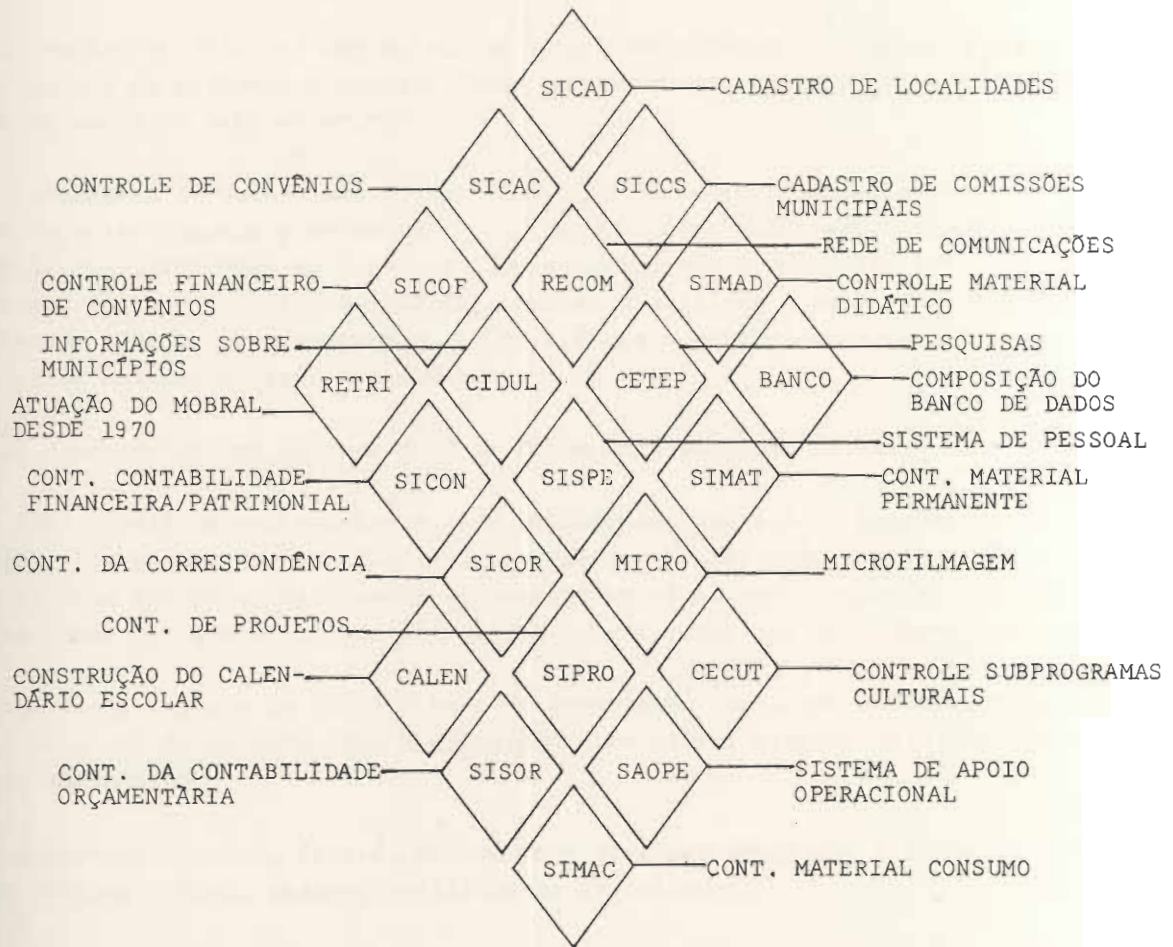 SICAD CADASTRO DE LOCALIDADES
CONTROLE DE CONVÊNIOS SICAC SICCS CADASTRO DE COMISSÕES
MUNICIPAIS
REDE DE COMUNICAÇÕES
CONTROLE FINANCEIRO SICOF RECOM SIMAD CONTROLE MATERIAL
DE CONVÊNIOS DIDÁTICO
INFORMAÇÕES SOBRE PESQUISAS
MUNICÍPIOS
RETRI CIDUL CETEP BANCO COMPOSIÇÃO DO
BANCO DE DADOS
ATUAÇÃO DO MOBRAL
DESDE 1970
SISTEMA DE PESSOAL
CONT. CONTABILIDADE SICON SISPE SIMAT CONT. MATERIAL
FINANCEIRA/PATRIMONIAL PERMANENTE
CONT. DA CORRESPONDÊNCIA SICOR MICRO MICROFILMAGEM
CONT. DE PROJETOS
CONSTRUÇÃO DO CALEN- CALEN SIPRO CECUT CONTROLE SUBPROGRAMAS
DÁRIO ESCOLAR CULTURAIS
CONT. DA CONTABILIDADE SISOR SAOPE SISTEMA DE APOIO
ORÇAMENTÁRIA OPERACIONAL
SIMAC CONT. MATERIAL CONSUMO